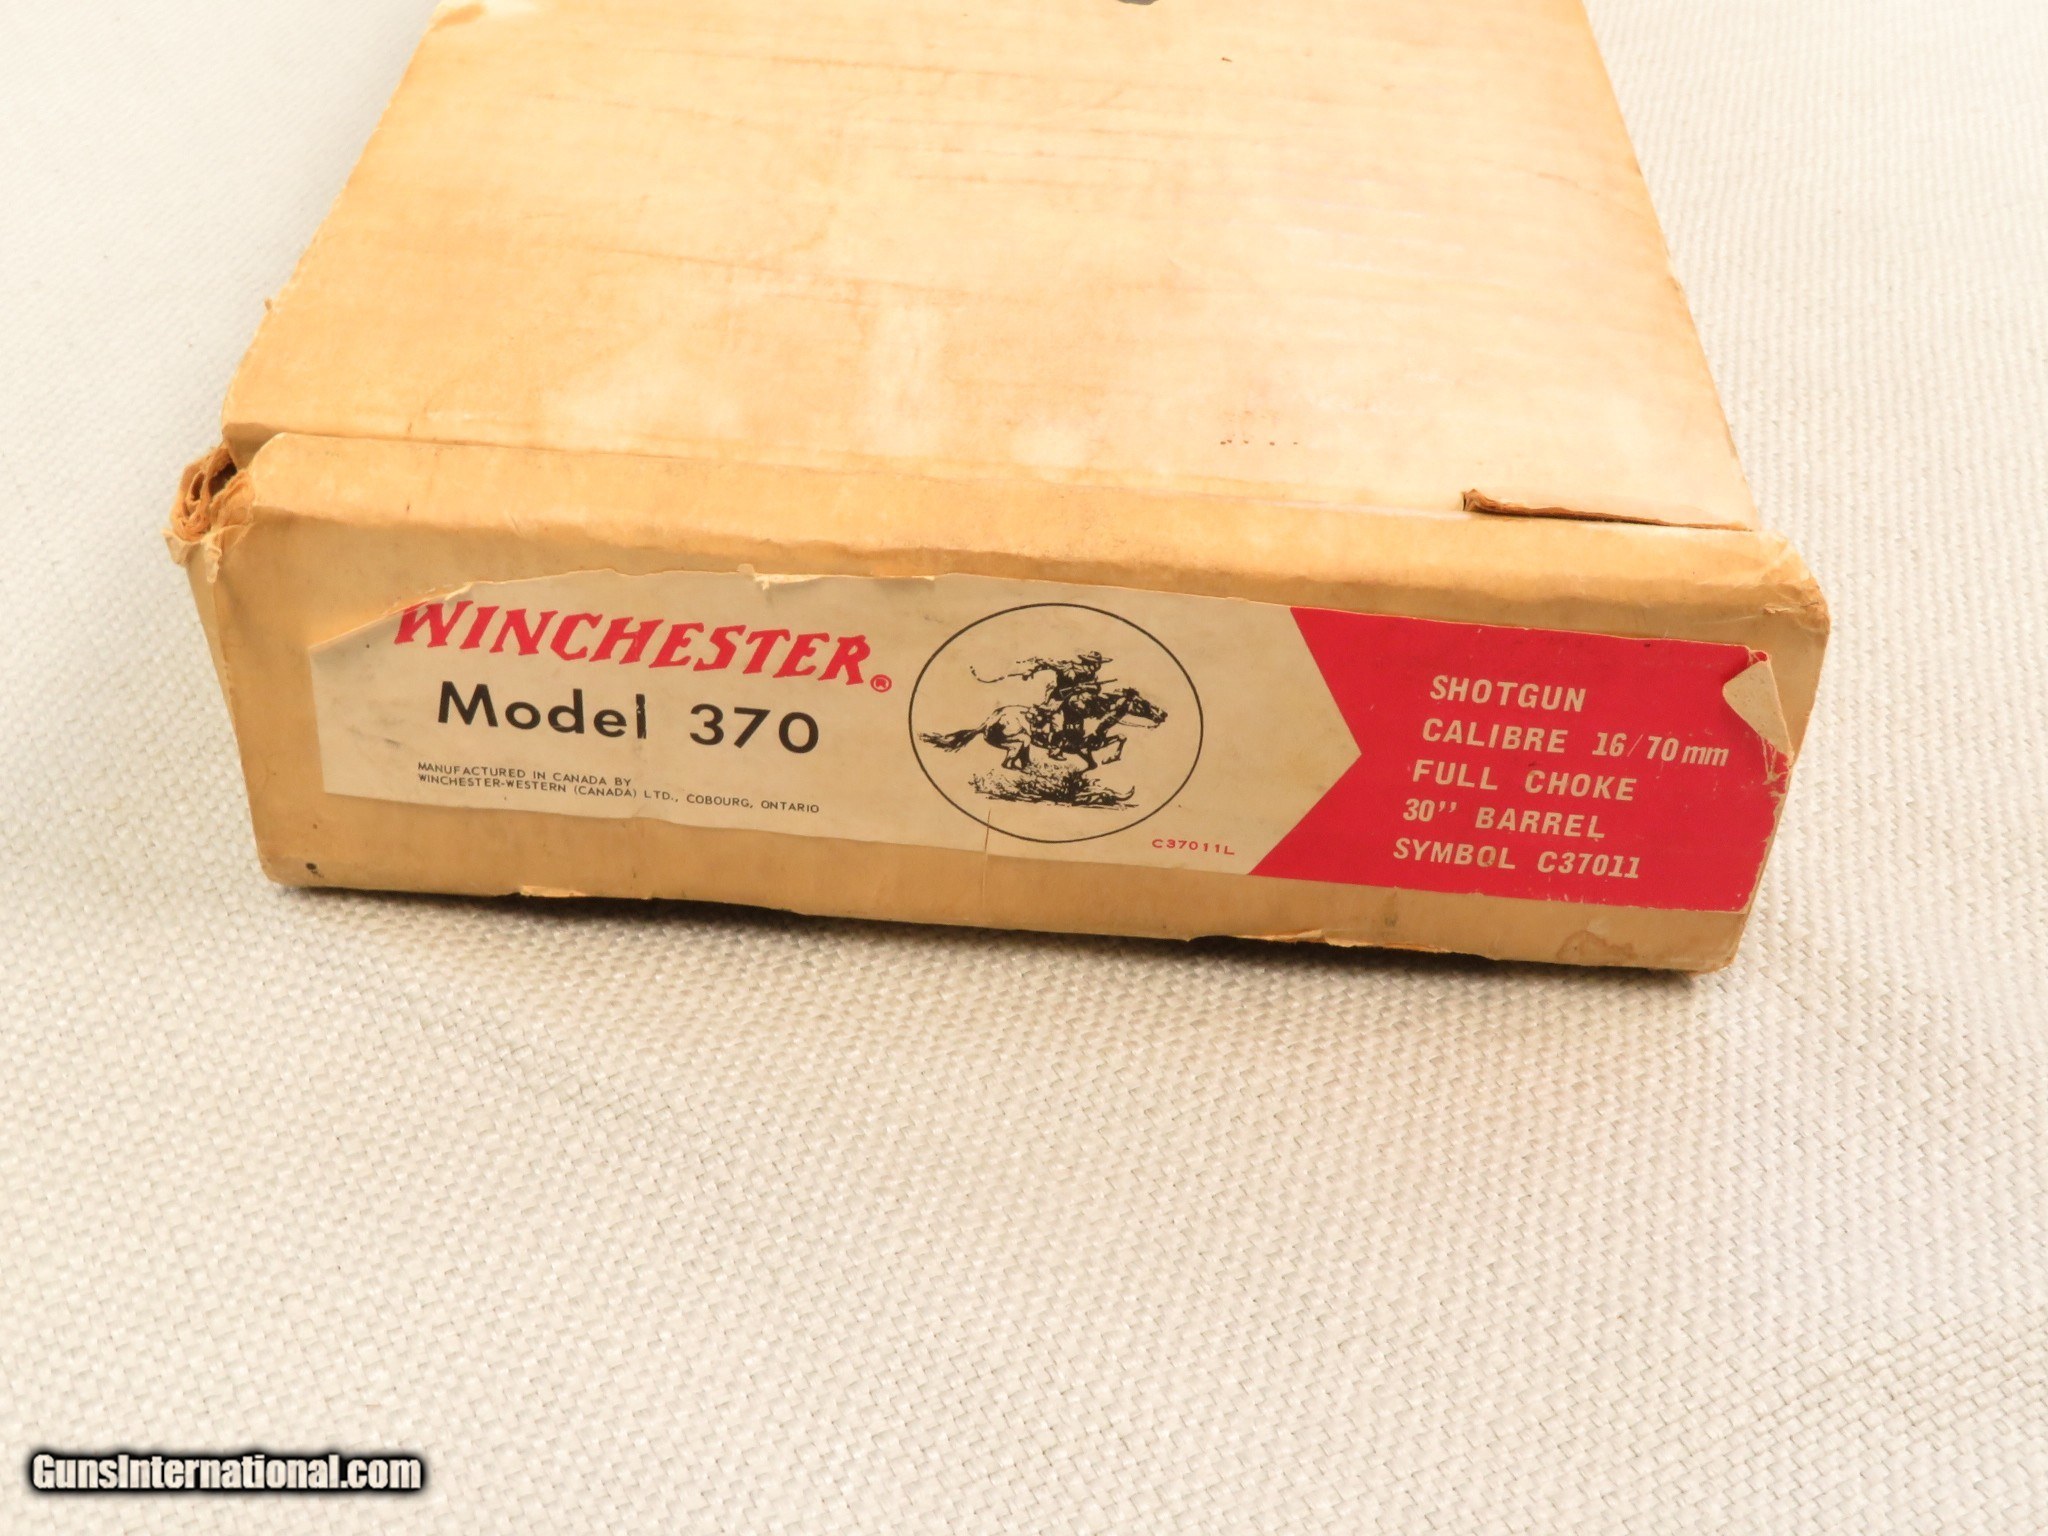 WINCHESTER®
Model 370
MANUFACTURED IN CANADA BY
WINCHESTER-WESTERN (CANADA) LTD., COBOURG, ONTARIO
C37011L
SHOTGUN
CALIBRE 16/70mm
FULL CHOKE
30'' BARREL
SYMBOL C37011
GunsInternational.com